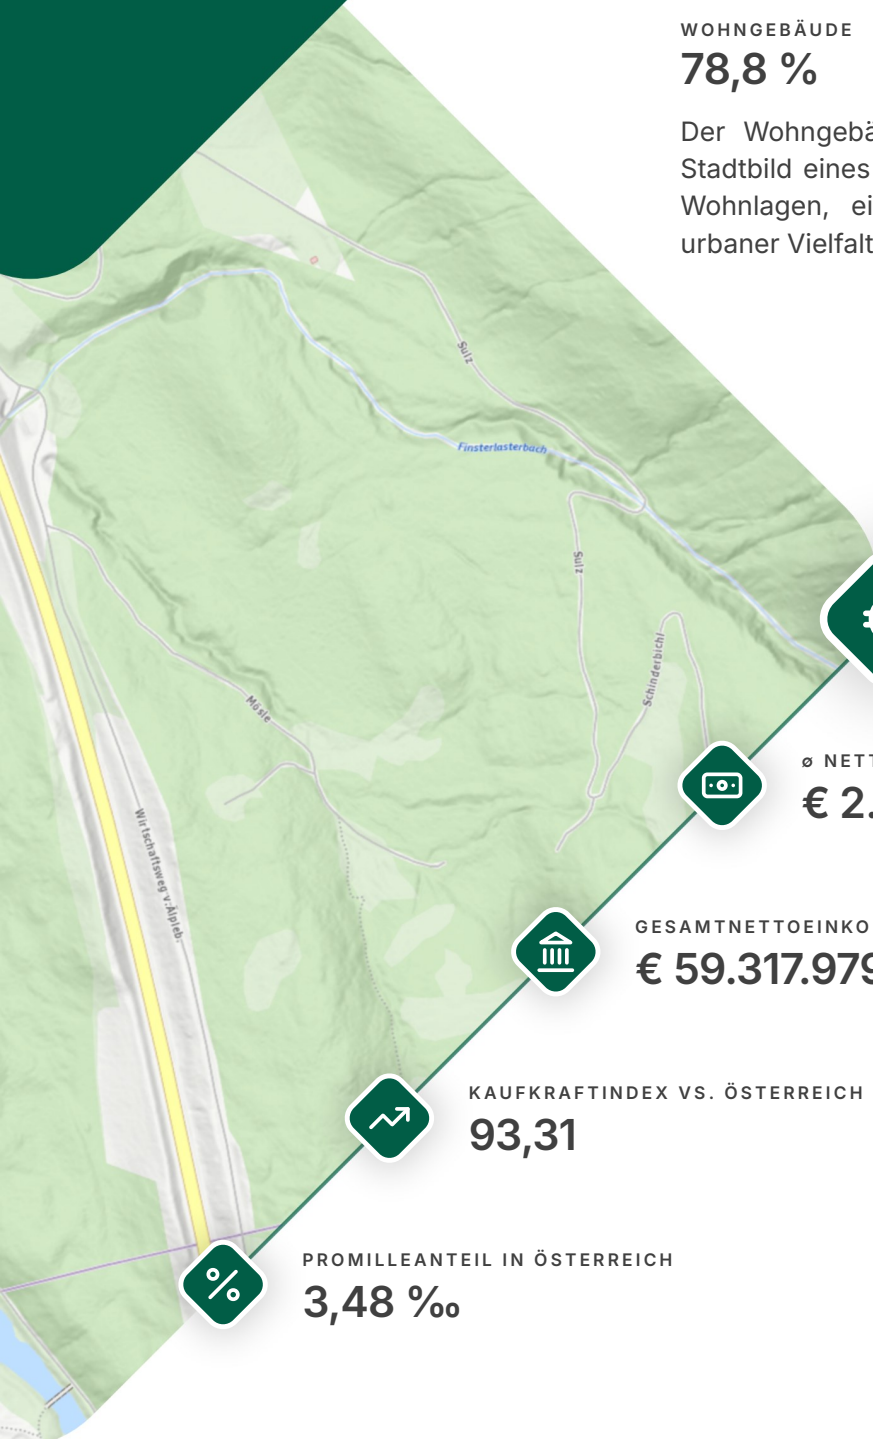 WOHNGEBÄUDE
78,8 %
Der Wohngebä
Stadtbild eines
Wohnlagen, ei
urbaner Vielfalt
Sulz
Finsterlasterbach
Sulz
Schinderbichl
Mösle
Wirtschaftsweg v. Älpleb.
ø NETT
€ 2.
GESAMTNETTOEINKO
€ 59.317.979
KAUFKRAFTINDEX VS. ÖSTERREICH
93,31
PROMILLEANTEIL IN ÖSTERREICH
3,48 ‰